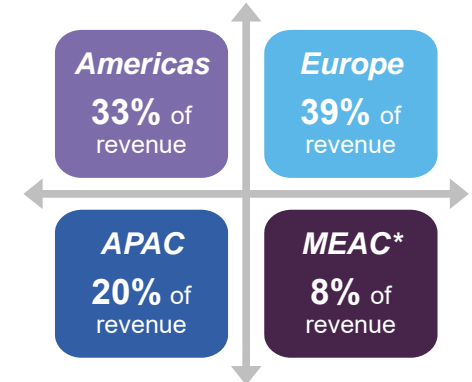 Americas
33% of
revenue
Europe
39% of
revenue
APAC
20% of
revenue
MEAC*
8% of
revenue